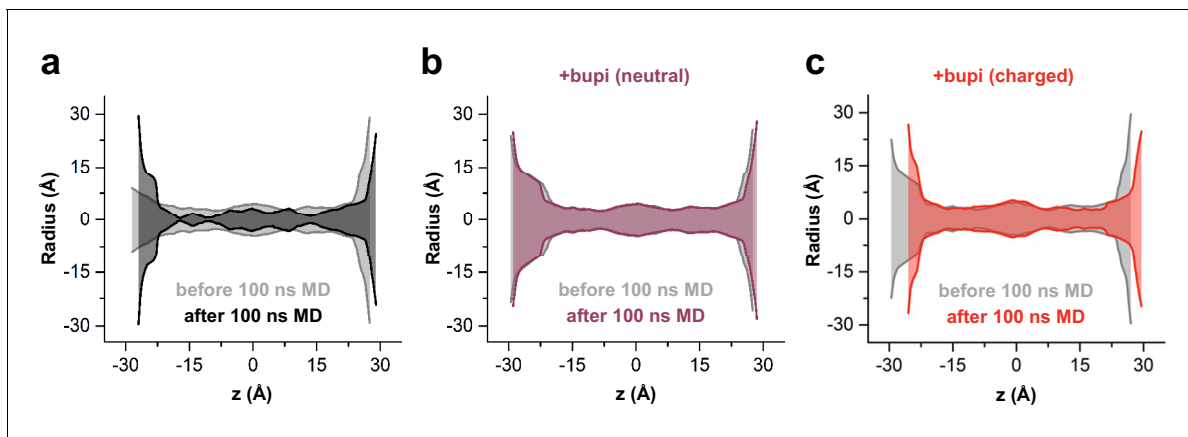 a
b
c
+bupi (neutral)
+bupi (charged)
Radius (Å)
30
15
0
-15
-30
before 100 ns MD
after 100 ns MD
-30
-15
0
15
30
z (Å)
Radius (Å)
30
15
0
-15
-30
before 100 ns MD
after 100 ns MD
-30
-15
0
15
30
z (Å)
Radius (Å)
30
15
0
-15
-30
before 100 ns MD
after 100 ns MD
-30
-15
0
15
30
z (Å)